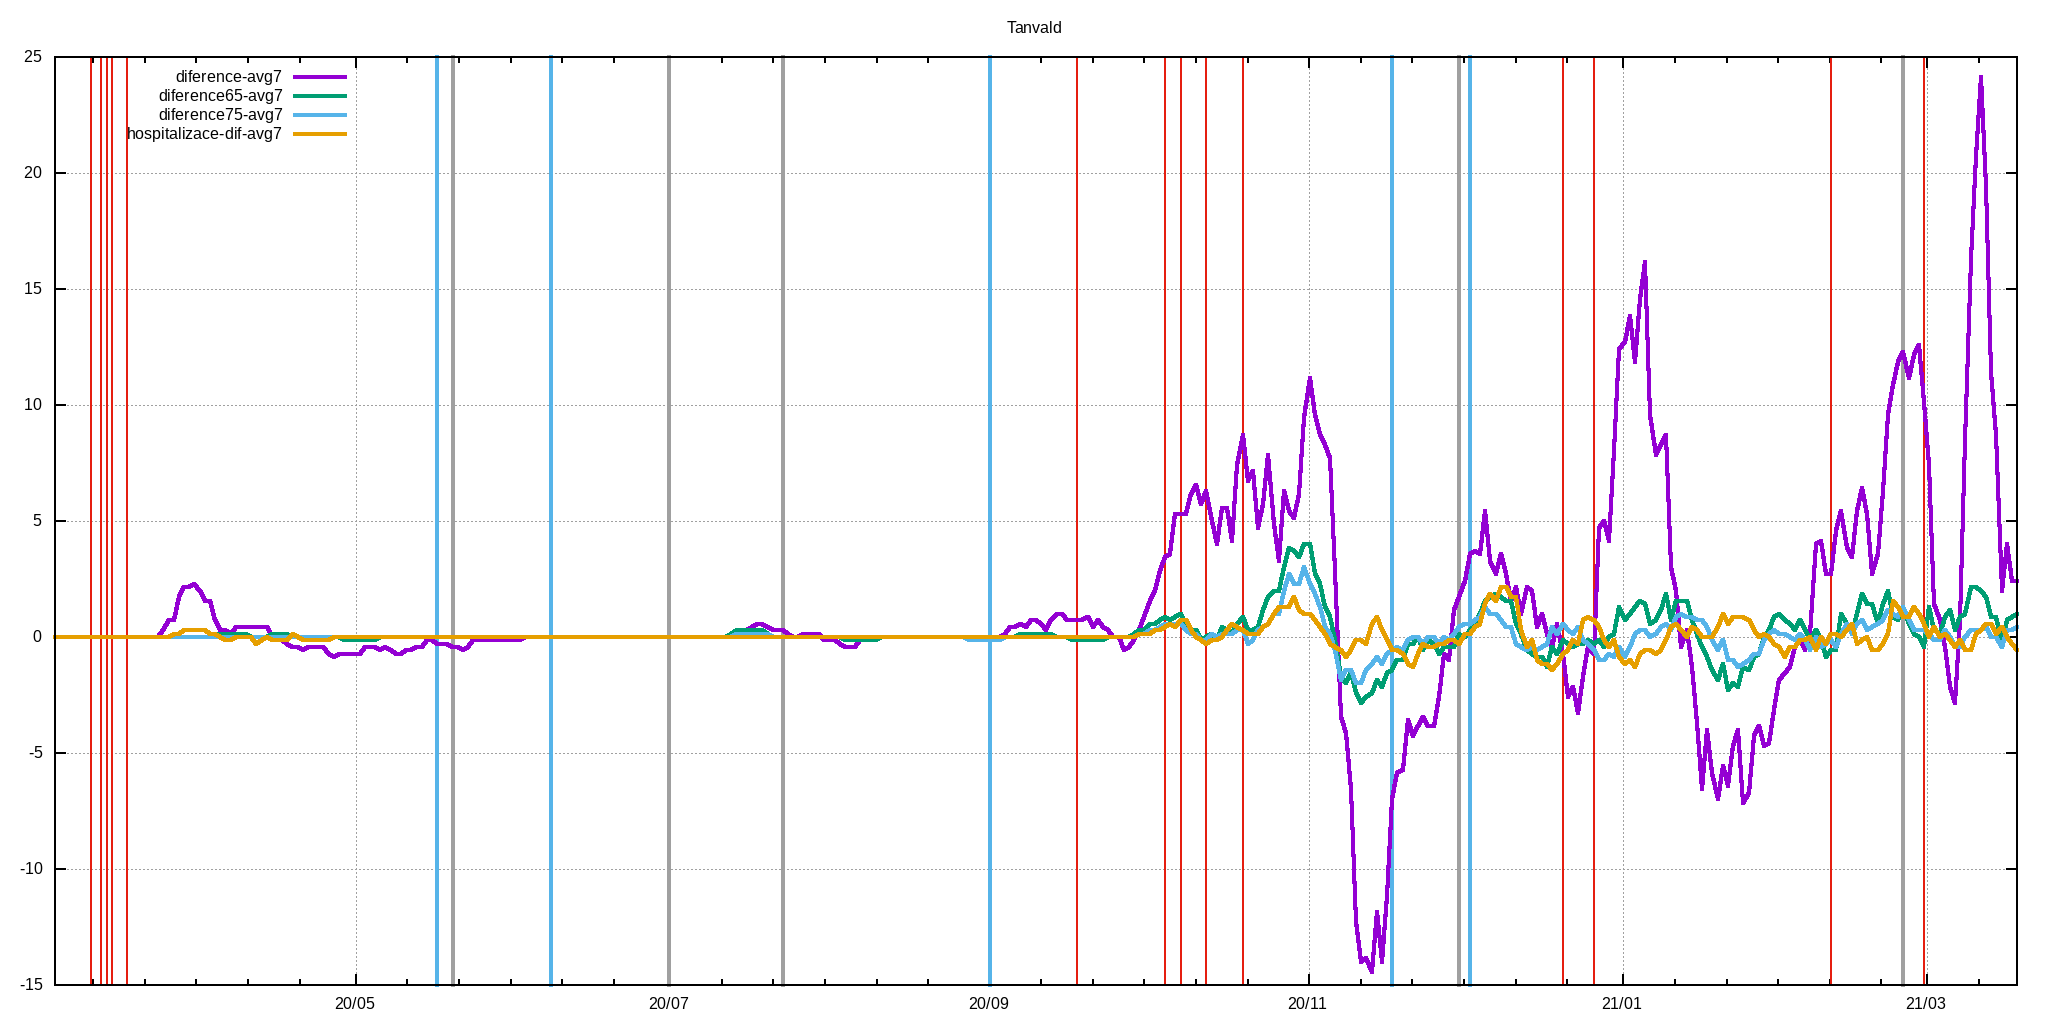 Tanvald
25
diference-avg7
diference65-avg7
diference75-avg7
hospitalizace-dif-avg7
20
15
10
5
0
-5
-10
-15
20/05 20/07 20/09 20/11 21/01 21/03